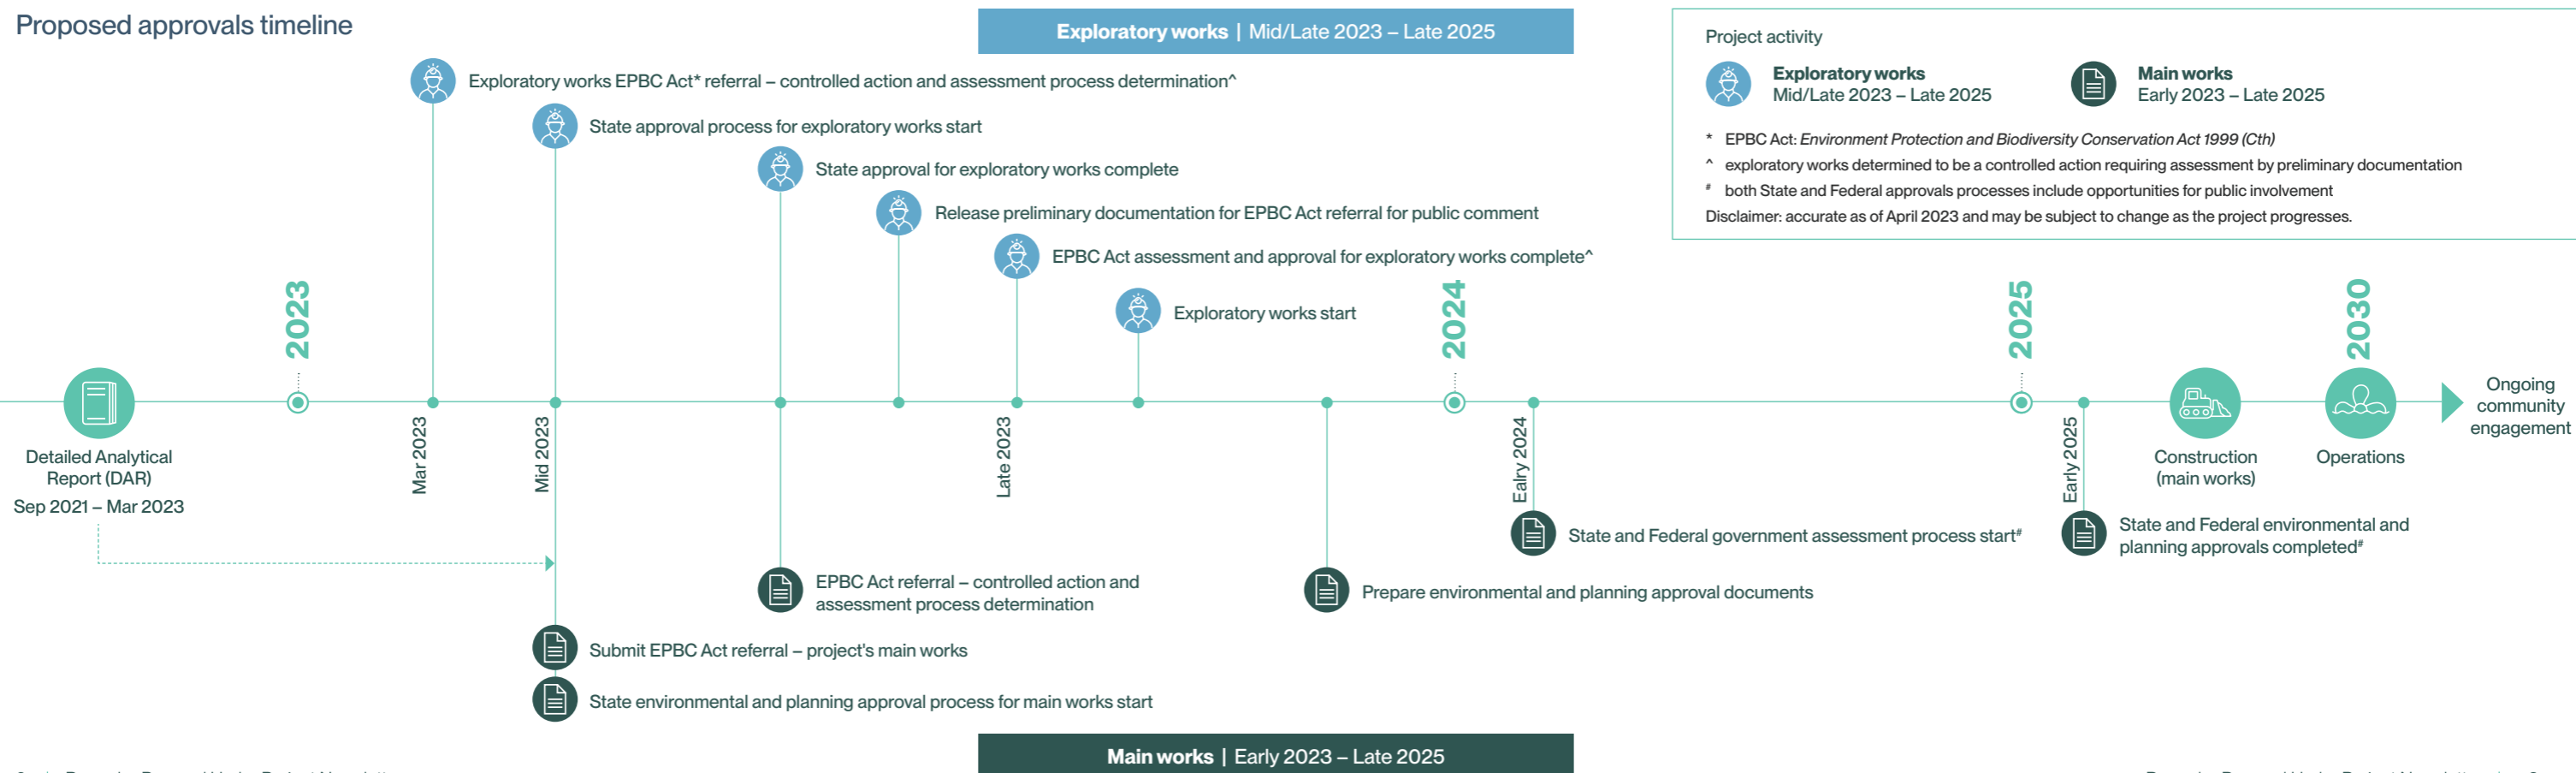 Proposed approvals timeline
Exploratory works | Mid/Late 2023 – Late 2025
Project activity
Exploratory works
Mid/Late 2023 – Late 2025
Main works
Early 2023 – Late 2025
* EPBC Act: Environment Protection and Biodiversity Conservation Act 1999 (Cth)
^ exploratory works determined to be a controlled action requiring assessment by preliminary documentation
# both State and Federal approvals processes include opportunities for public involvement
Disclaimer: accurate as of April 2023 and may be subject to change as the project progresses.
Exploratory works EPBC Act* referral – controlled action and assessment process determination^
State approval process for exploratory works start
State approval for exploratory works complete
Release preliminary documentation for EPBC Act referral for public comment
EPBC Act assessment and approval for exploratory works complete^
Exploratory works start
2023
2024
2025
2030
Detailed Analytical
Report (DAR)
Sep 2021 – Mar 2023
Mar 2023
Mid 2023
Late 2023
Ealry 2024
Early 2025
Construction
(main works)
Operations
Ongoing
community
engagement
State and Federal government assessment process start#
State and Federal environmental and
planning approvals completed#
EPBC Act referral – controlled action and
assessment process determination
Prepare environmental and planning approval documents
Submit EPBC Act referral – project's main works
State environmental and planning approval process for main works start
Main works | Early 2023 – Late 2025